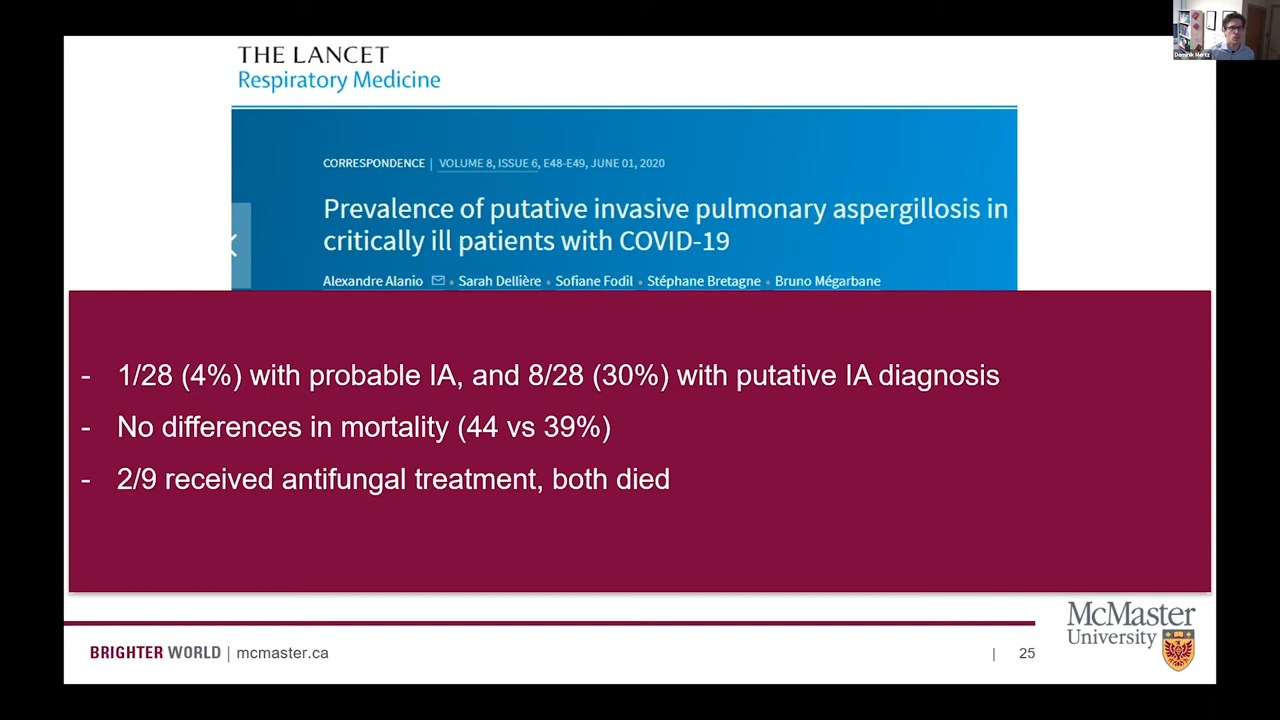 Dominik Mertz
THE LANCET
Respiratory Medicine
CORRESPONDENCE | VOLUME 8, ISSUE 6, E48-E49, JUNE 01, 2020
Prevalence of putative invasive pulmonary aspergillosis in
critically ill patients with COVID-19
Alexandre Alanio • Sarah Dellière • Sofiane Fodil • Stéphane Bretagne • Bruno Mégarbane
- 1/28 (4%) with probable IA, and 8/28 (30%) with putative IA diagnosis
- No differences in mortality (44 vs 39%)
- 2/9 received antifungal treatment, both died
BRIGHTER WORLD | mcmaster.ca
| 25
McMaster
University